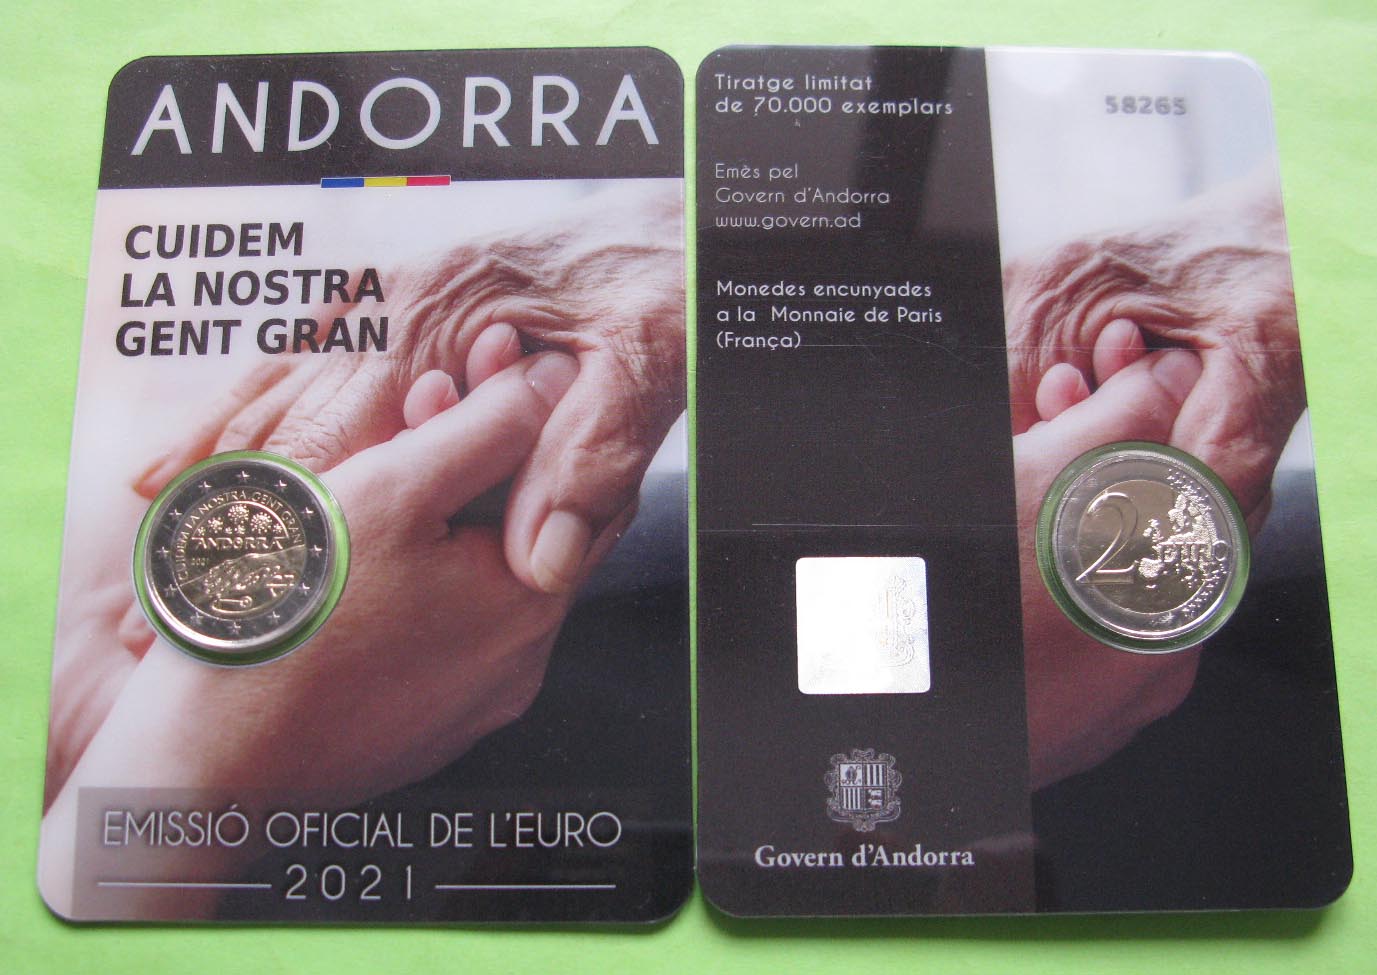 ANDORRA
CUIDEM
LA NOSTRA
GENT GRAN
CUIDEM LA NOSTRA GENT GRAN
ANDORRA
2021
EMISSIÓ OFICIAL DE L'EURO
2021
Tiratge limitat
de 70.000 exemplars
58265
Emès pel
Govern d'Andorra
www.govern.ad
Monedes encunyades
a la Monnaie de Paris
(França)
2 EURO
Govern d'Andorra